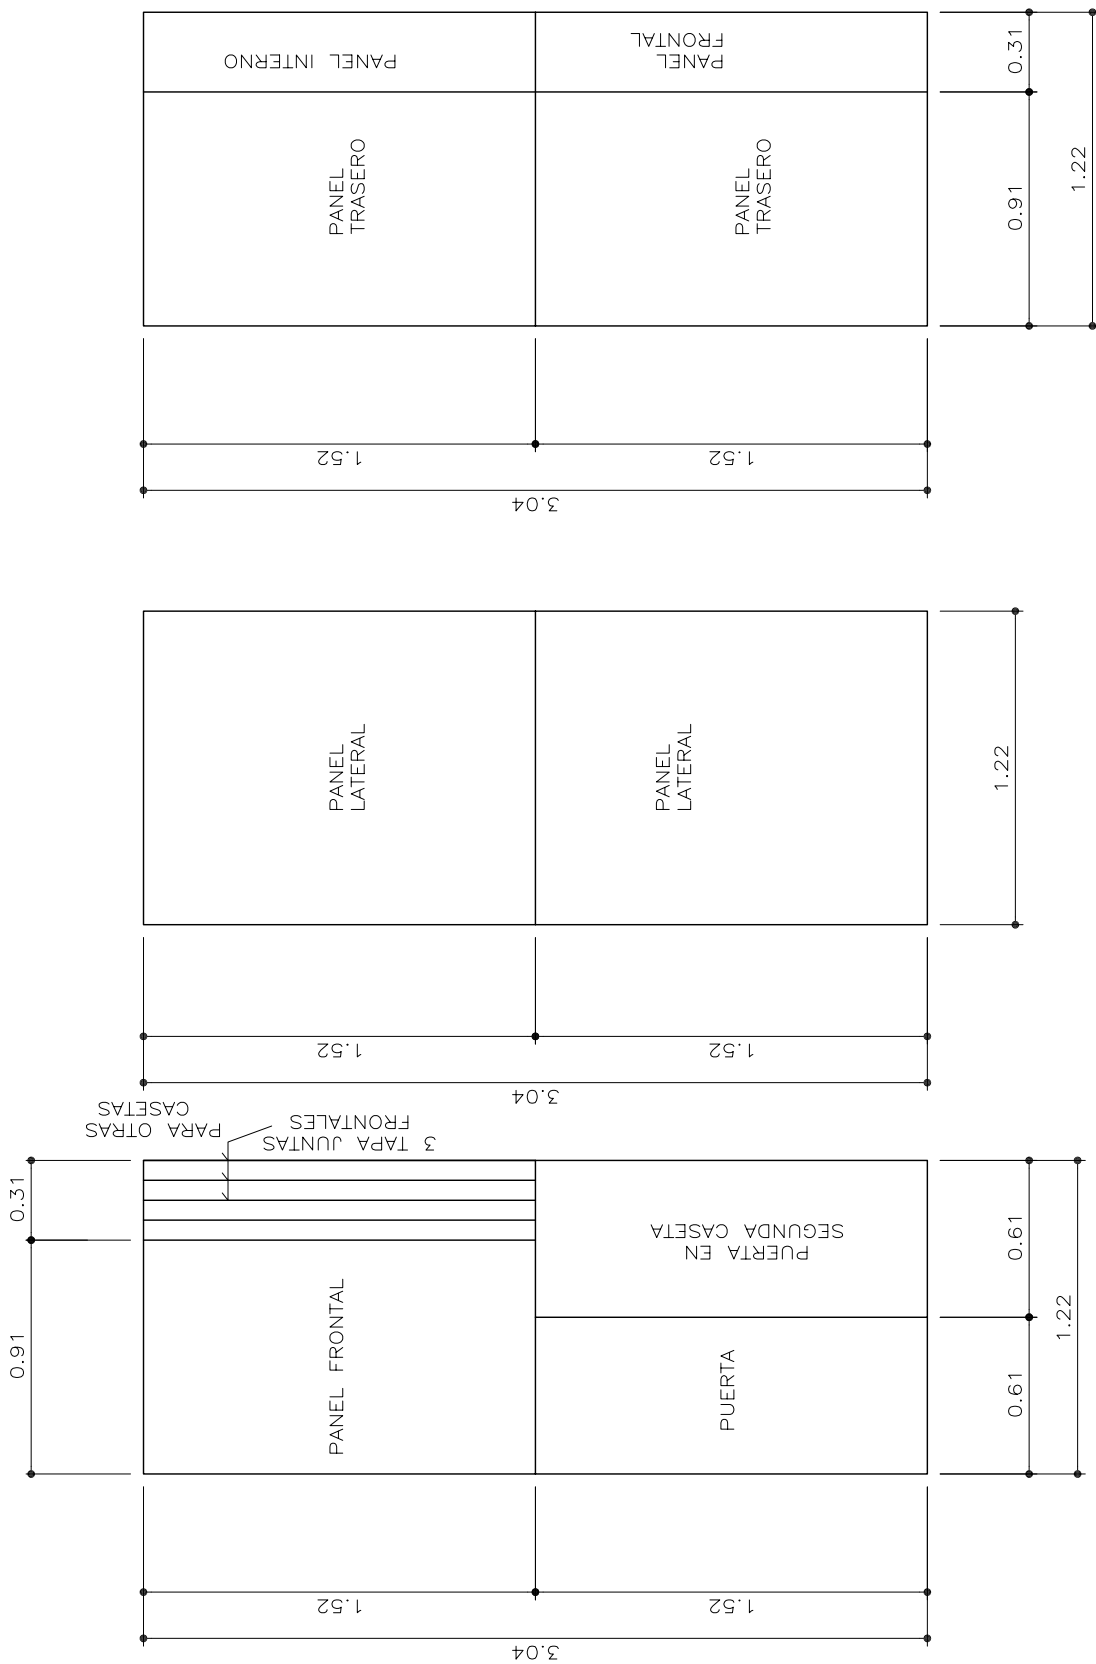 PANEL INTERNO
PANEL
FRONTAL
PANEL
TRASERO
PANEL
TRASERO
0.31
0.91
1.22
1.52
1.52
3.04
PANEL
LATERAL
PANEL
LATERAL
1.22
1.52
1.52
3.04
3 TAPA JUNTAS
FRONTALES
PARA OTRAS
CASETAS
0.31
0.91
PANEL FRONTAL
PUERTA EN
SEGUNDA CASETA
PUERTA
0.61
0.61
1.22
1.52
1.52
3.04